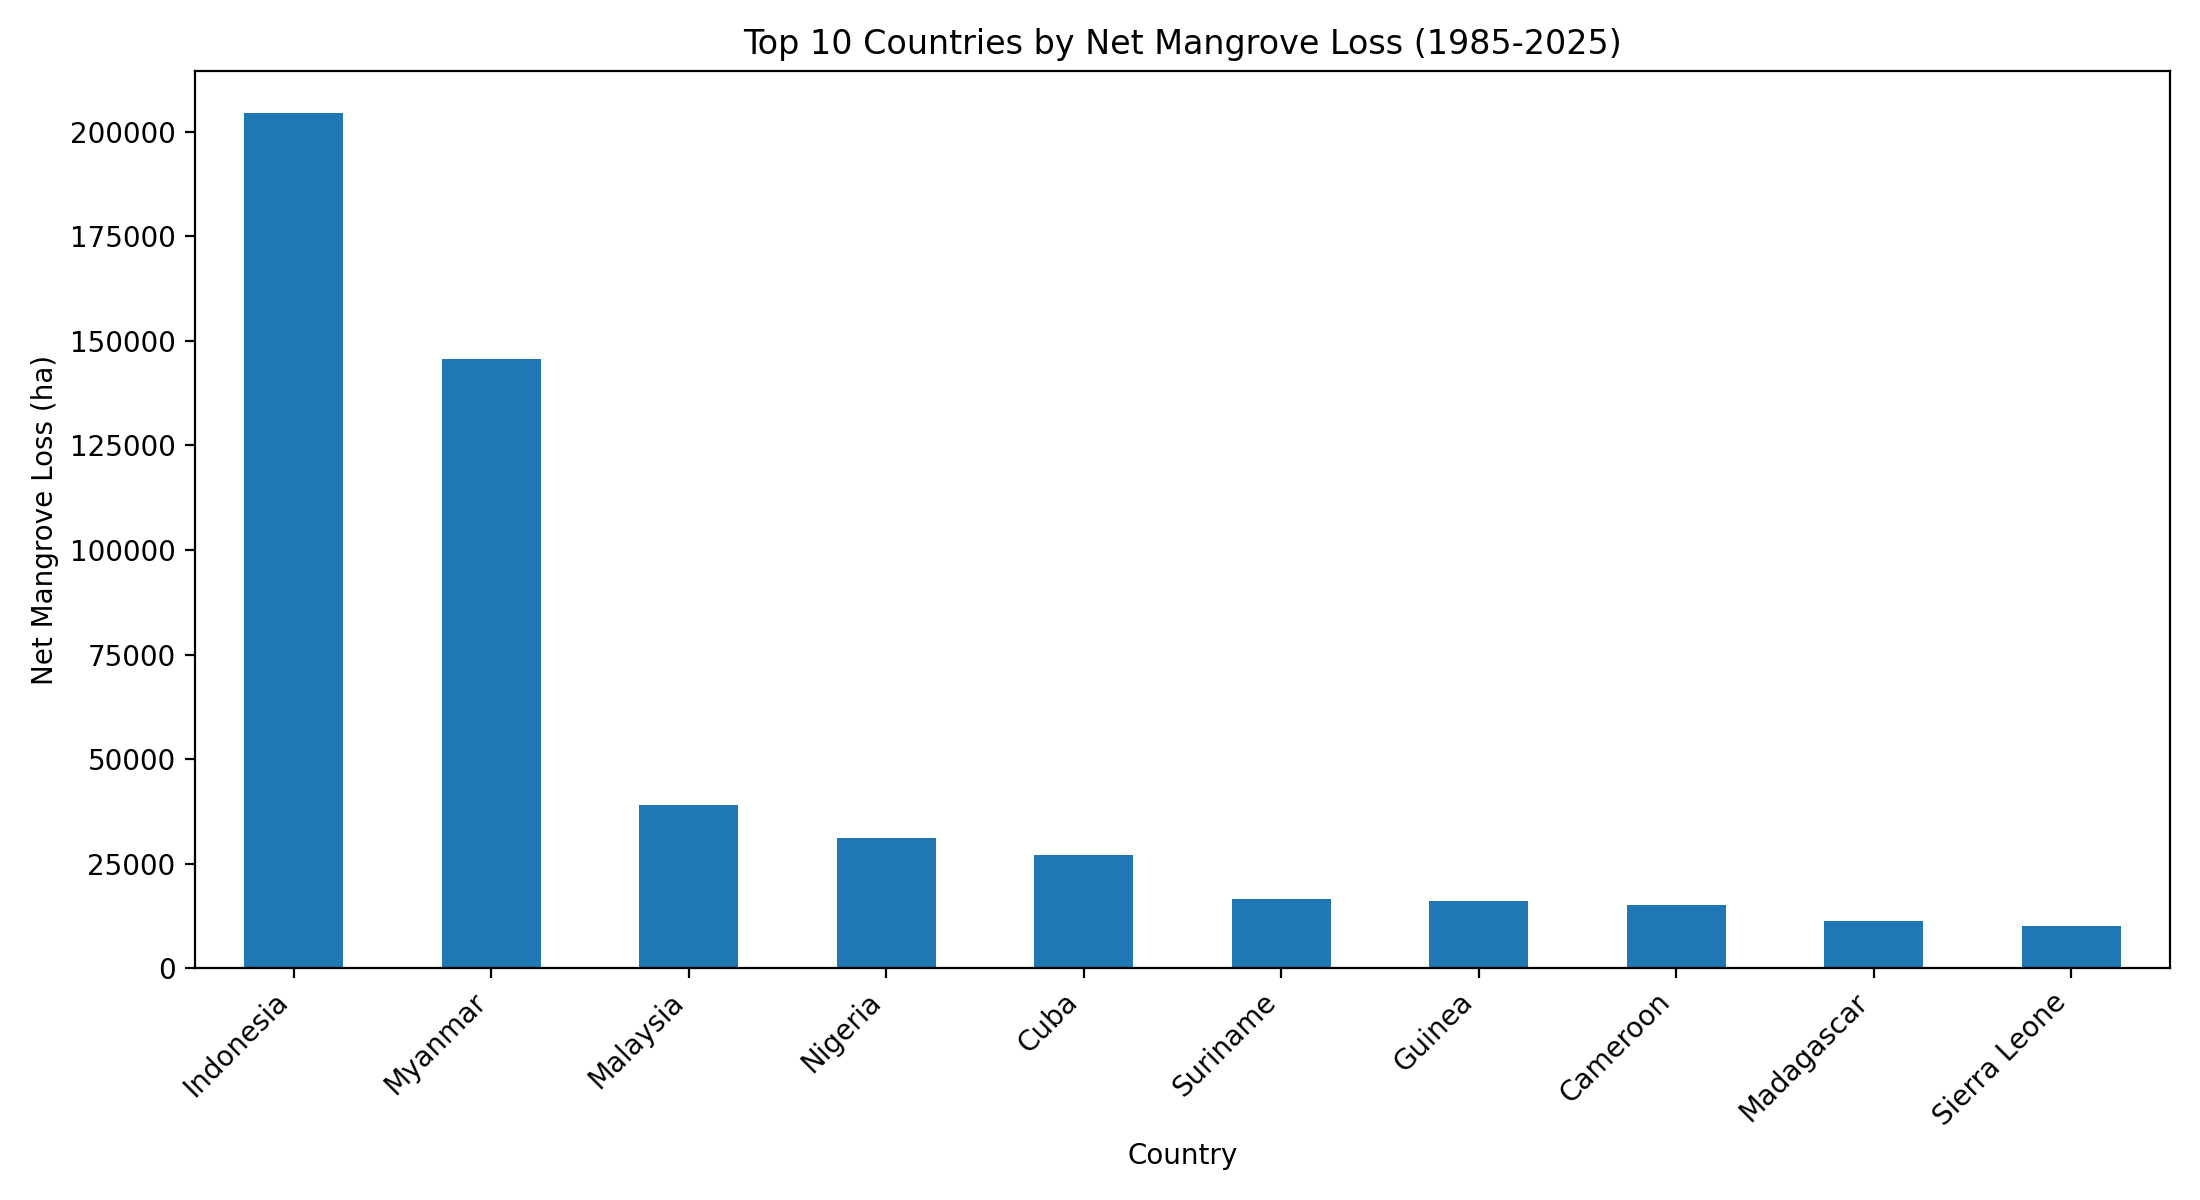 Top 10 Countries by Net Mangrove Loss (1985-2025)
Net Mangrove Loss (ha)
200000
175000
150000
125000
100000
75000
50000
25000
0
Indonesia
Myanmar
Malaysia
Nigeria
Cuba
Suriname
Guinea
Cameroon
Madagascar
Sierra Leone
Country